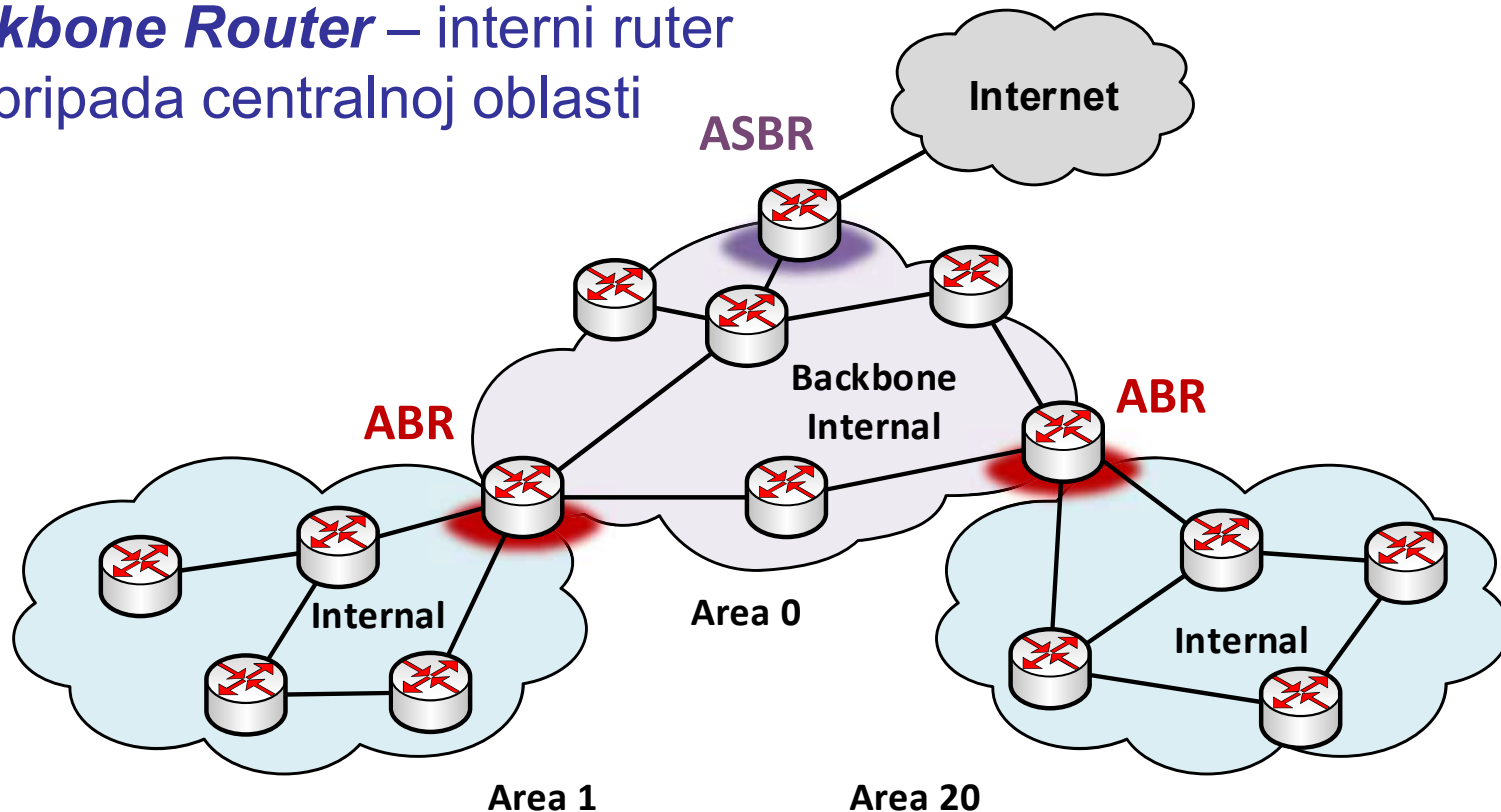 kbone Router – interni ruter
pripada centralnoj oblasti
Internet
ASBR
Backbone
Internal
ABR
ABR
Internal
Area 0
Internal
Area 1
Area 20